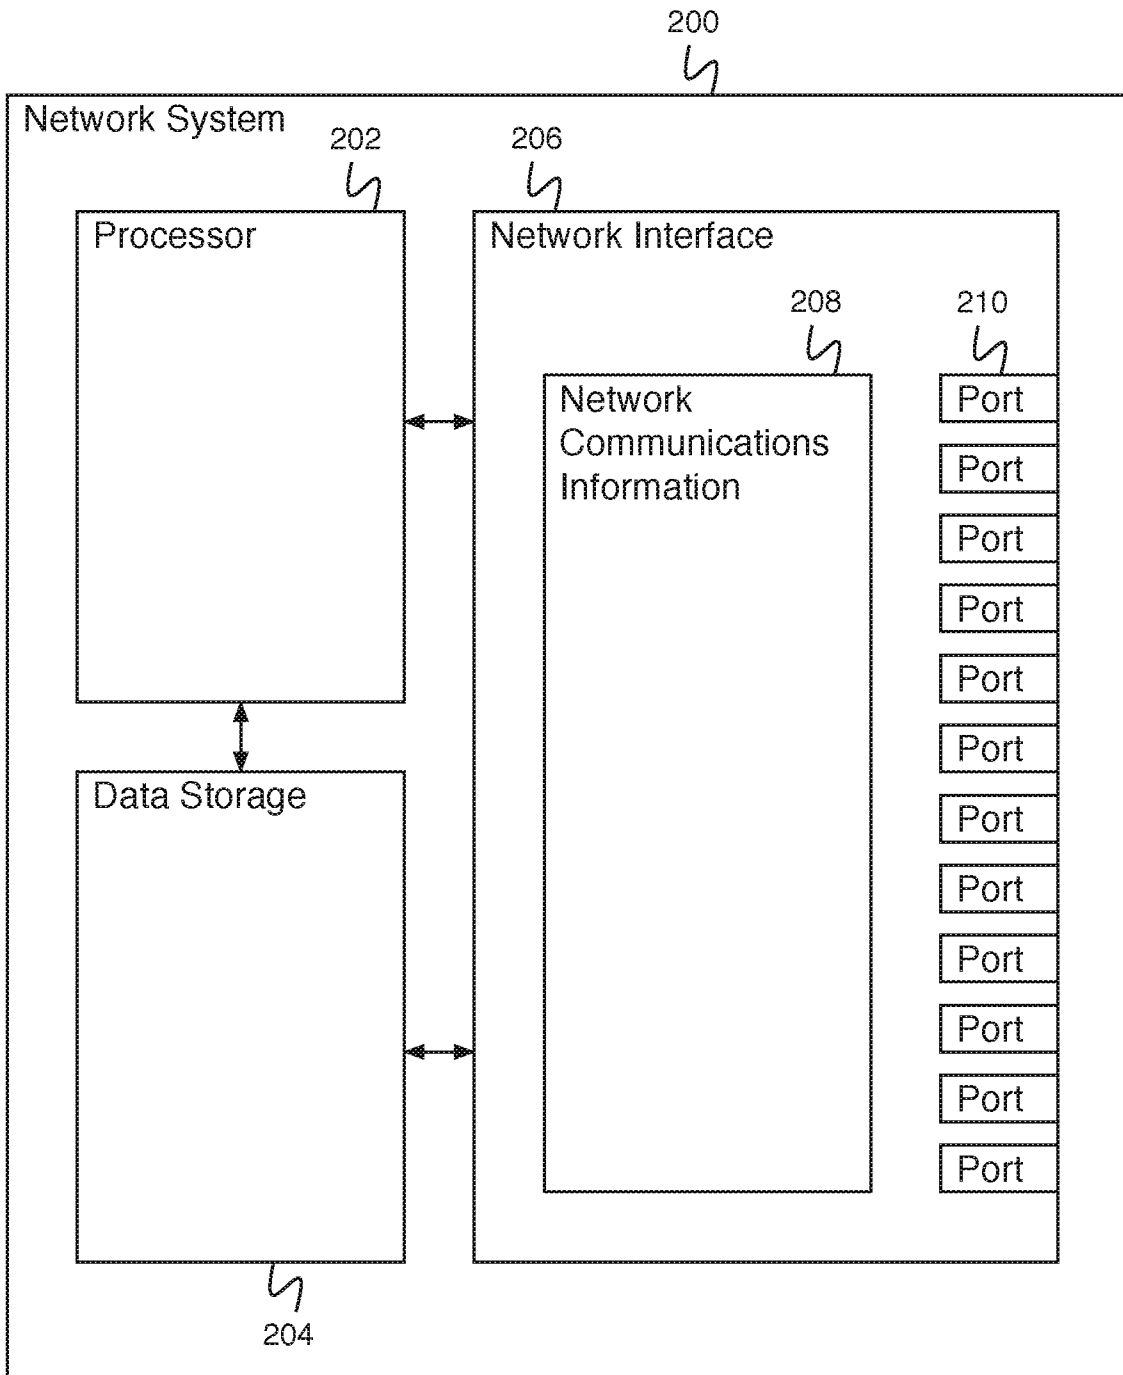 200
Network System
202
206
Processor
Network Interface
208
210
Network
Communications
Information
Port
Port
Port
Port
Port
Port
Port
Port
Port
Port
Port
Port
Data Storage
204